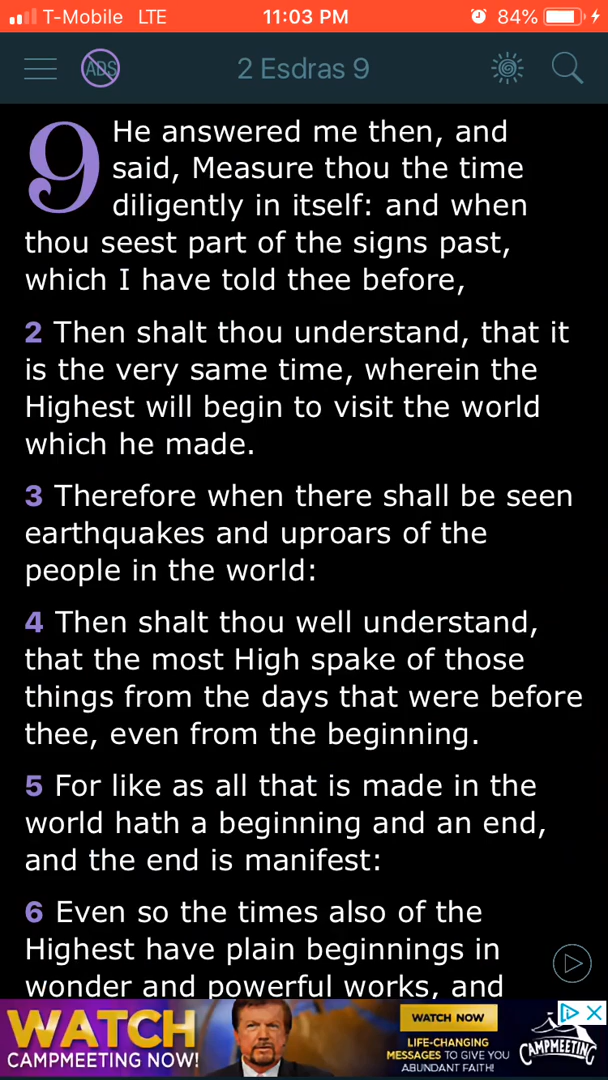 T-Mobile LTE 11:03 PM 84%
ADS 2 Esdras 9
9 He answered me then, and
said, Measure thou the time
diligently in itself: and when
thou seest part of the signs past,
which I have told thee before,
2 Then shalt thou understand, that it
is the very same time, wherein the
Highest will begin to visit the world
which he made.
3 Therefore when there shall be seen
earthquakes and uproars of the
people in the world:
4 Then shalt thou well understand,
that the most High spake of those
things from the days that were before
thee, even from the beginning.
5 For like as all that is made in the
world hath a beginning and an end,
and the end is manifest:
6 Even so the times also of the
Highest have plain beginnings in
wonder and powerful works, and
WATCH
CAMPMEETING NOW!
WATCH NOW
LIFE-CHANGING
MESSAGES TO GIVE YOU
ABUNDANT FAITH!
CAMPMEETING